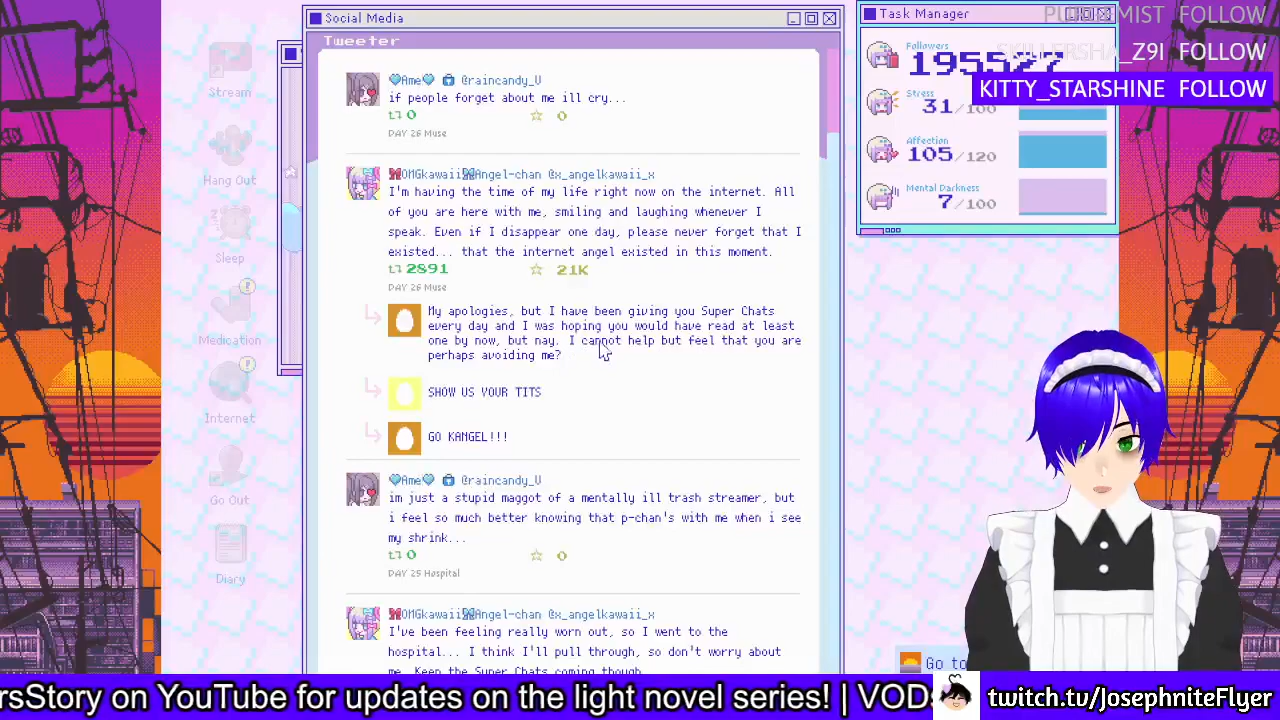 Social Media
Tweeter
Ame @raincandy_U
if people forget about me ill cry...
0 0
DAY 26 Muse
OMGkawaiiAngel-chan @x_angelkawaii_x
I'm having the time of my life right now on the internet. All
of you are here with me, smiling and laughing whenever I
speak. Even if I disappear one day, please never forget that I
existed... that the internet angel existed in this moment.
2891 21K
DAY 26 Muse
My apologies, but I have been giving you Super Chats
every day and I was hoping you would have read at least
one by now, but nay. I cannot help but feel that you are
perhaps avoiding me?
SHOW US YOUR TITS
GO KANGEL!!!
Ame @raincandy_U
im just a stupid maggot of a mentally ill trash streamer, but
i feel so much better knowing that p-chan's with me when i see
my shrink...
0 0
DAY 25 Hospital
OMGkawaiiAngel-chan @x_angelkawaii_x
I've been feeling really worn out, so I went to the
hospital... I think I'll pull through, so don't worry about
me. Keep the Super Chats coming though
Stream
Hang Out
Sleep
Medication
Internet
Go Out
Diary
Task Manager
Followers
195527
Stress
31/100
Affection
105/120
Mental Darkness
7/100
FOLLOW
FOLLOW
KITTY_STARSHINE FOLLOW
Go to
rsStory on YouTube for updates on the light novel series! | VODs
twitch.tv/JosephniteFlyer